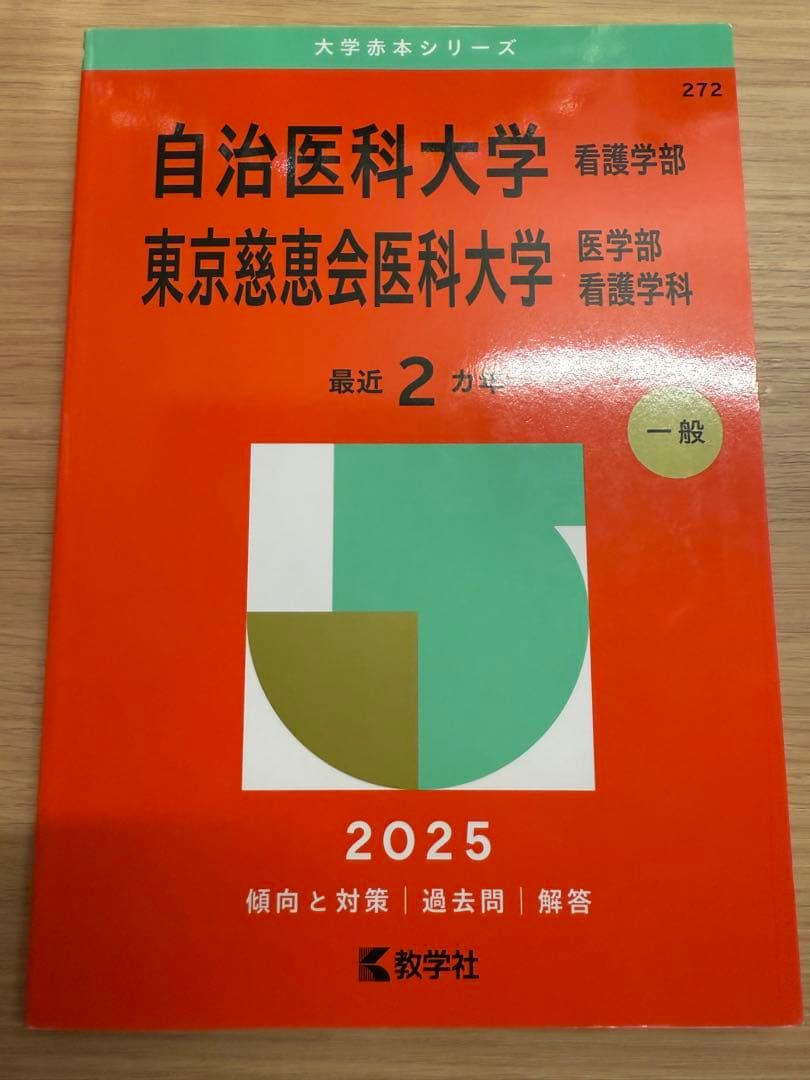 大学赤本シリーズ
272
自治医科大学 看護学部
東京慈恵会医科大学 医学部
看護学科
最近 2 カ年
一般
2025
傾向と対策｜過去問｜解答
教学社